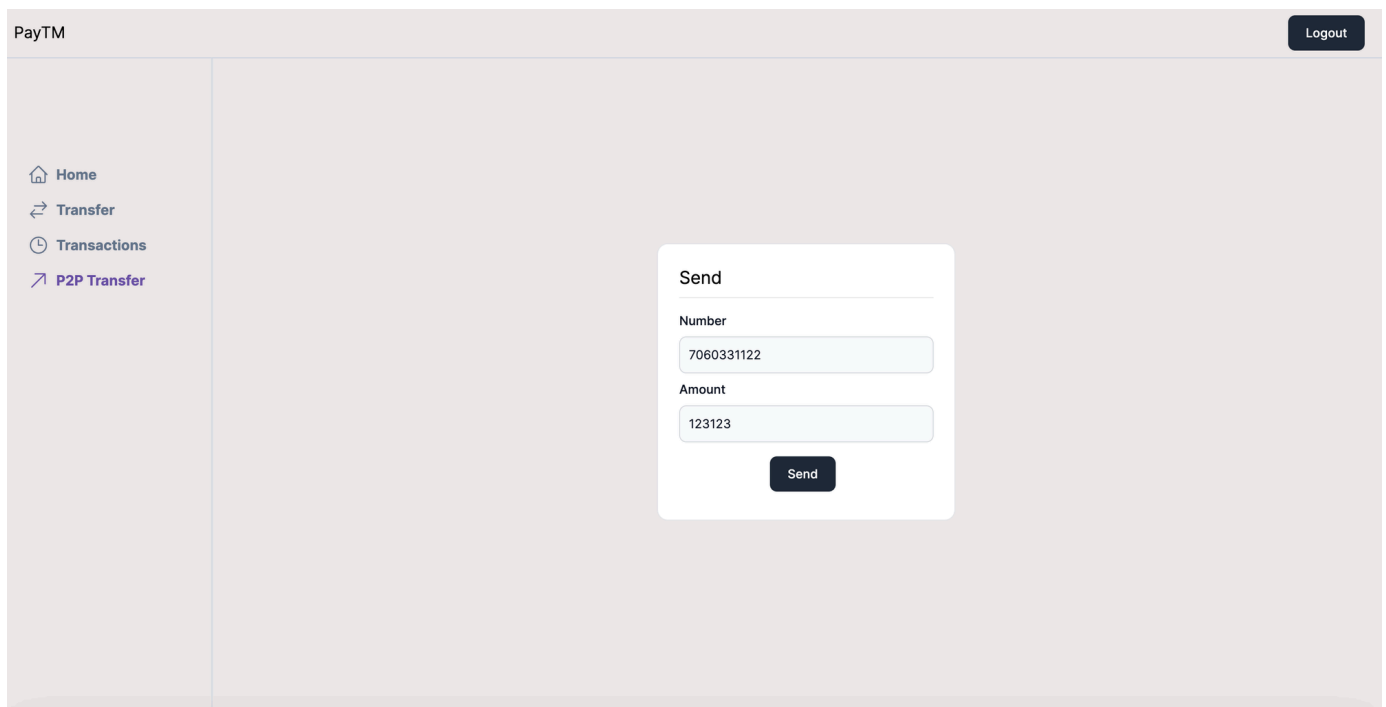 PayTM
Logout
Home
Transfer
Transactions
P2P Transfer
Send
Number
7060331122
Amount
123123
Send